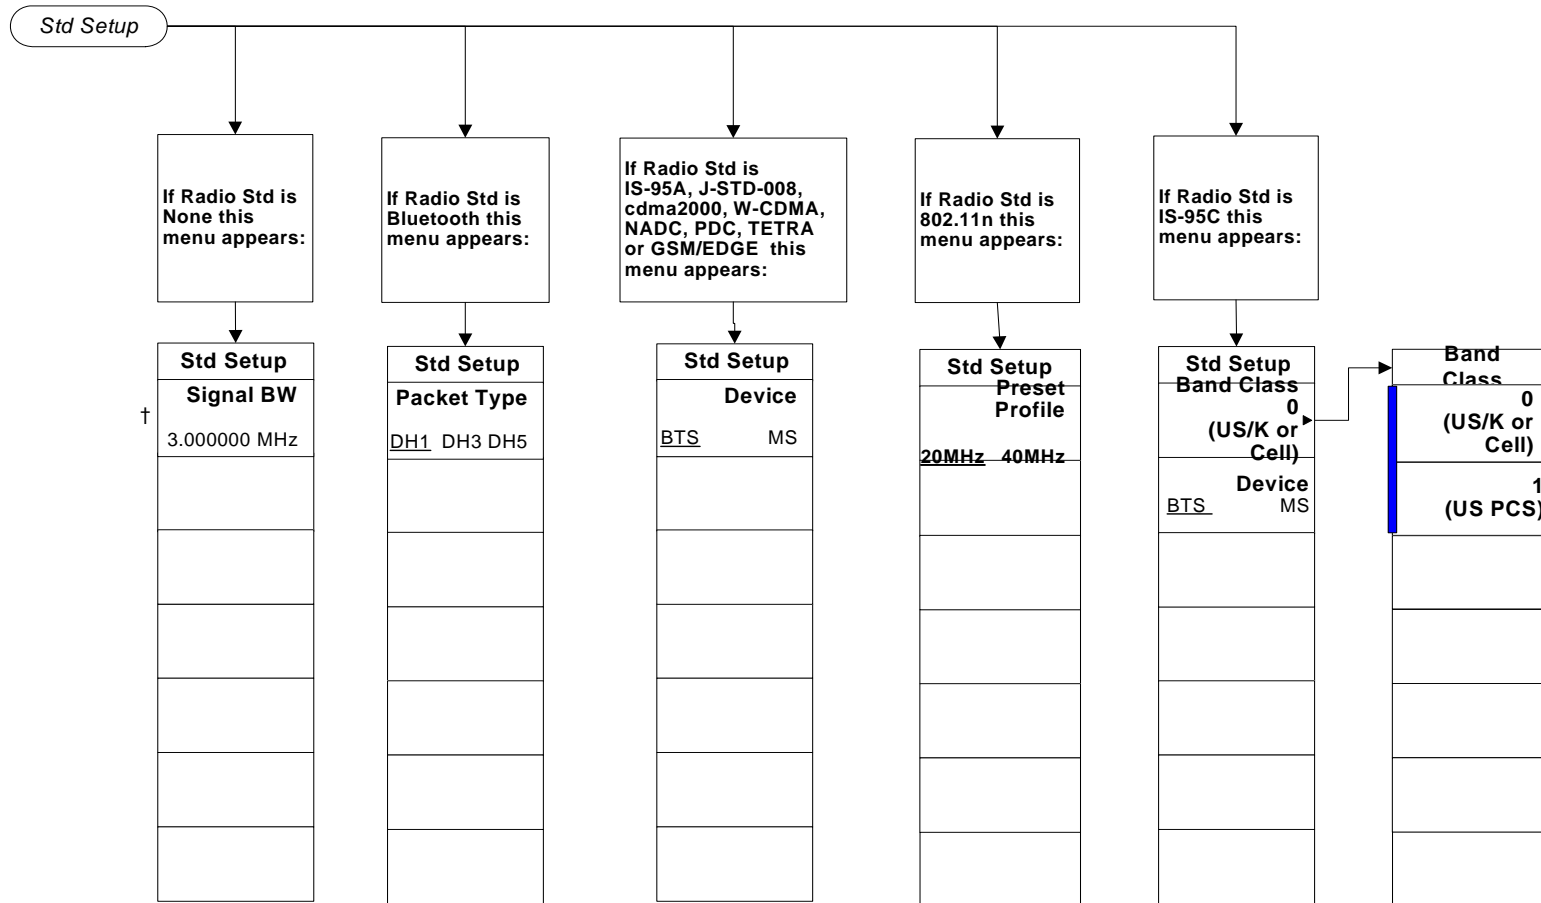 Std Setup
If Radio Std is
None this
menu appears:
If Radio Std is
Bluetooth this
menu appears:
If Radio Std is
IS-95A, J-STD-008,
cdma2000, W-CDMA,
NADC, PDC, TETRA
or GSM/EDGE this
menu appears:
If Radio Std is
802.11n this
menu appears:
If Radio Std is
IS-95C this
menu appears:
Std Setup
Signal BW
†
3.000000 MHz
Std Setup
Packet Type
DH1 DH3 DH5
Std Setup
Device
BTS MS
Std Setup
Preset
Profile
20MHz 40MHz
Std Setup
Band Class
0
(US/K or
Cell)
Device
BTS MS
Band
Class
0
(US/K or
Cell)
1
(US PCS)